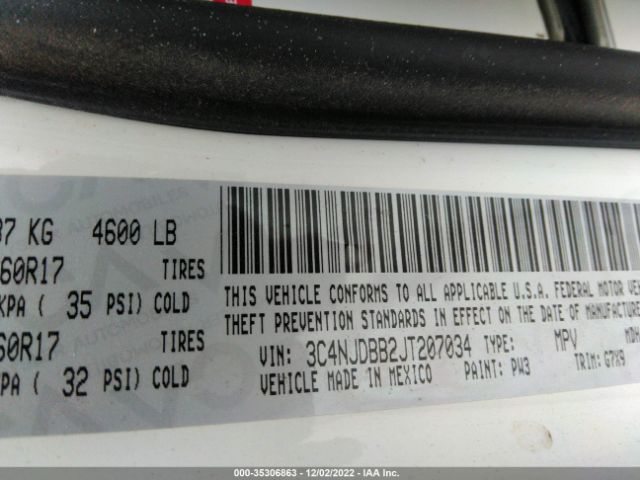 87 KG 4600 LB
60R17 TIRES
KPA ( 35 PSI) COLD
60R17 TIRES
KPA ( 32 PSI) COLD
THIS VEHICLE CONFORMS TO ALL APPLICABLE U.S.A. FEDERAL MOTOR VEH
THEFT PREVENTION STANDARDS IN EFFECT ON THE DATE OF MANUFACTURE
VIN: 3C4NJDBB2JT207034 TYPE: MPV MDH
VEHICLE MADE IN MEXICO PAINT: PW3 TRIM: G7X9
000-35306863 - 12/02/2022 - IAA Inc.